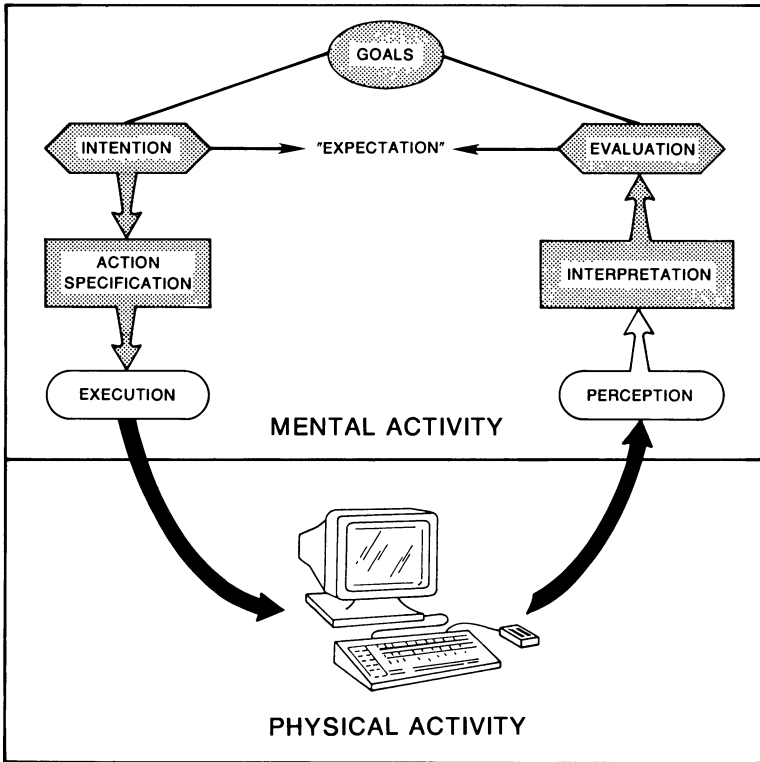 GOALS
INTENTION
"EXPECTATION"
EVALUATION
ACTION
SPECIFICATION
INTERPRETATION
EXECUTION
PERCEPTION
MENTAL ACTIVITY
PHYSICAL ACTIVITY